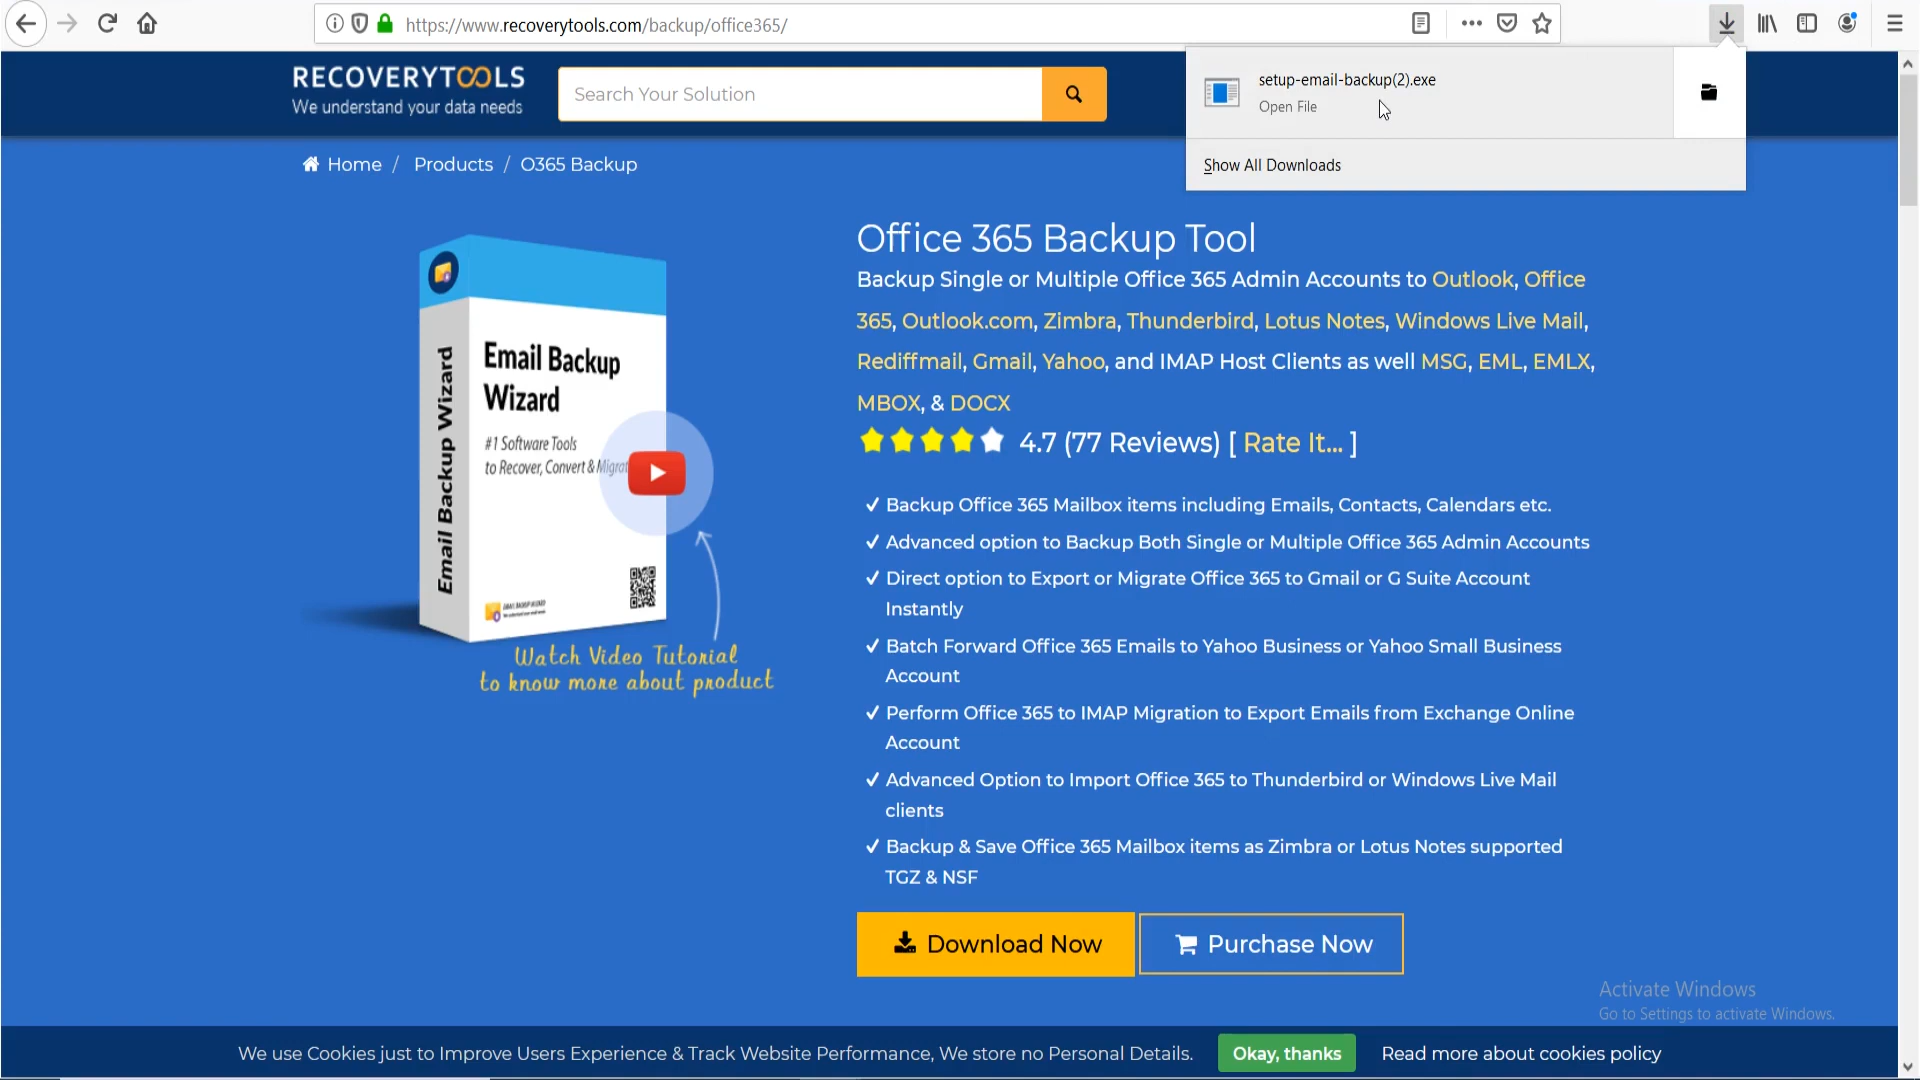 https://www.recoverytools.com/backup/office365/
RECOVERYTOOLS
We understand your data needs
Search Your Solution
setup-email-backup(2).exe
Open File
Show All Downloads
Home / Products / O365 Backup
Office 365 Backup Tool
Backup Single or Multiple Office 365 Admin Accounts to Outlook, Office
365, Outlook.com, Zimbra, Thunderbird, Lotus Notes, Windows Live Mail,
Rediffmail, Gmail, Yahoo, and IMAP Host Clients as well MSG, EML, EMLX,
MBOX, & DOCX
4.7 (77 Reviews) [ Rate It... ]
Email Backup Wizard
Email Backup
Wizard
#1 Software Tools
to Recover, Convert & Migrat
Watch Video Tutorial
to know more about product
✓ Backup Office 365 Mailbox items including Emails, Contacts, Calendars etc.
✓ Advanced option to Backup Both Single or Multiple Office 365 Admin Accounts
✓ Direct option to Export or Migrate Office 365 to Gmail or G Suite Account
Instantly
✓ Batch Forward Office 365 Emails to Yahoo Business or Yahoo Small Business
Account
✓ Perform Office 365 to IMAP Migration to Export Emails from Exchange Online
Account
✓ Advanced Option to Import Office 365 to Thunderbird or Windows Live Mail
clients
✓ Backup & Save Office 365 Mailbox items as Zimbra or Lotus Notes supported
TGZ & NSF
Download Now
Purchase Now
Activate Windows
Go to Settings to activate Windows.
We use Cookies just to Improve Users Experience & Track Website Performance, We store no Personal Details.
Okay, thanks
Read more about cookies policy